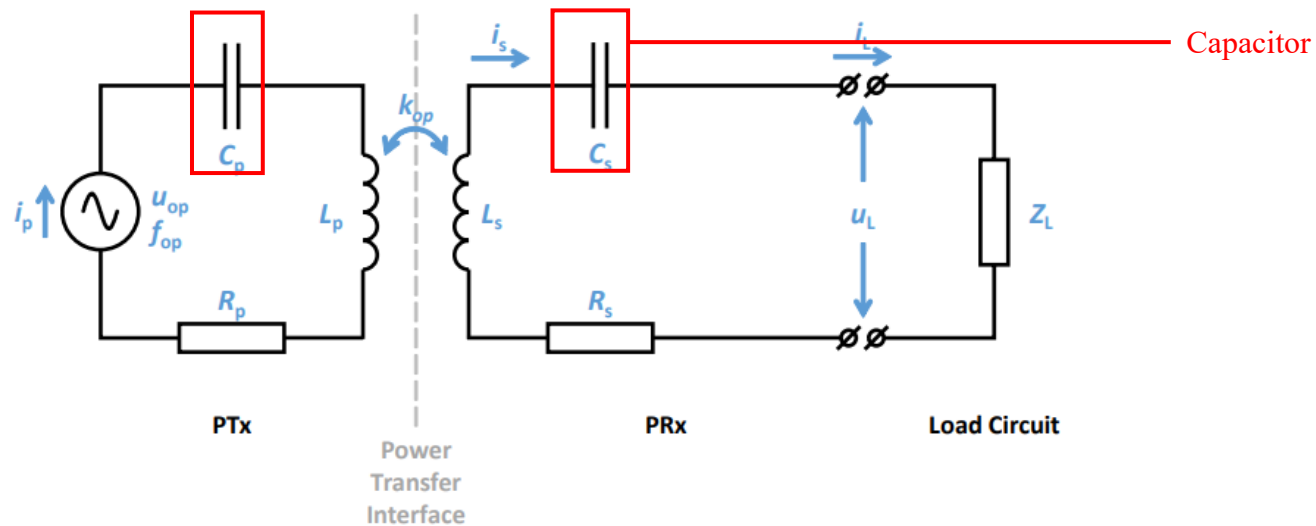 i_s
i_L
Capacitor
k_op
C_p
C_s
i_p
u_op
f_op
L_p
L_s
u_L
Z_L
R_p
R_s
PTx
PRx
Load Circuit
Power
Transfer
Interface